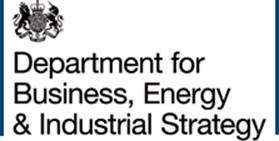 Department for
Business, Energy
& Industrial Strategy